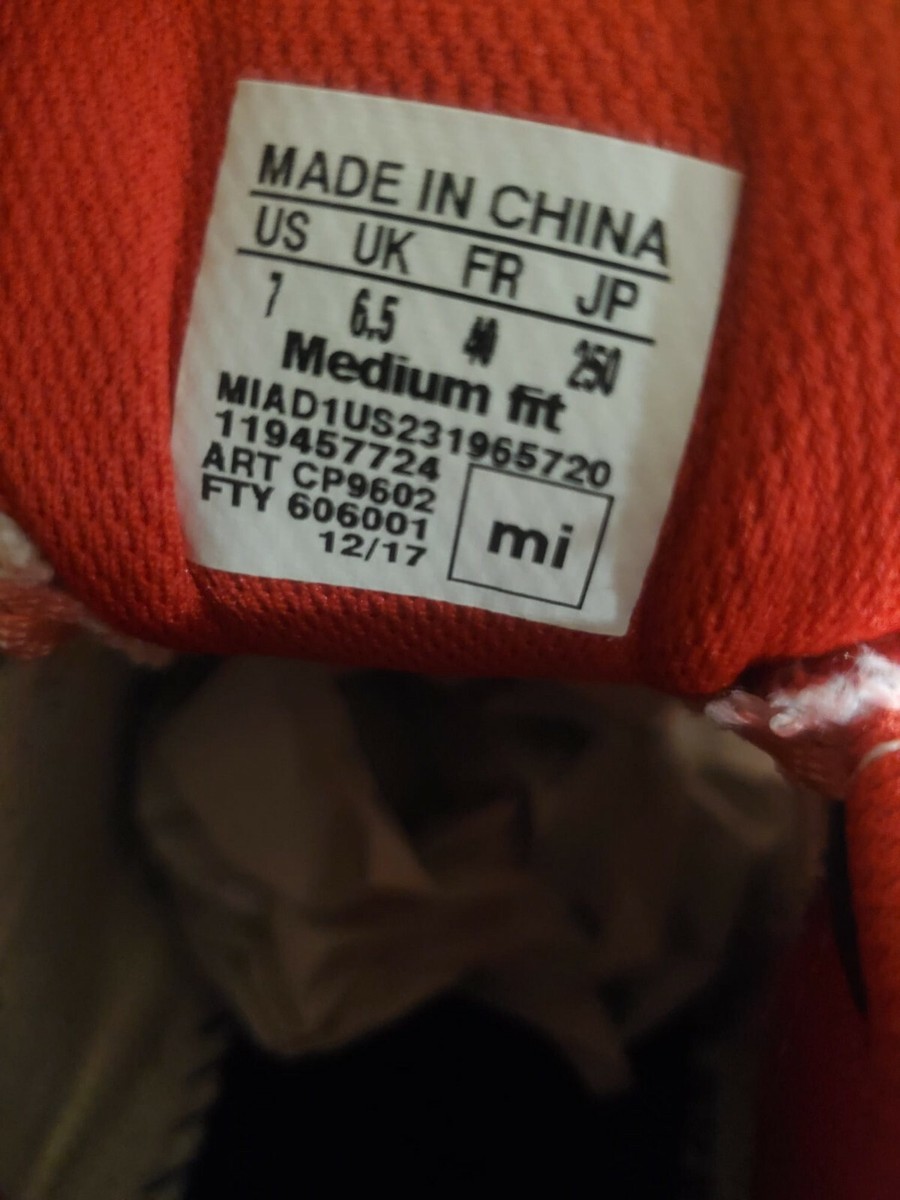 MADE IN CHINA
US UK FR JP
7 6.5 40 250
Medium fit
MIAD1US231965720
119457724
ART CP9602
FTY 606001
12/17
mi